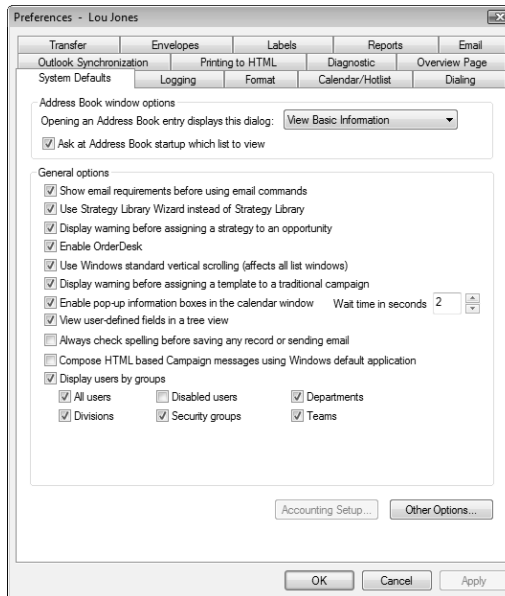 Preferences - Lou Jones
Transfer Envelopes Labels Reports Email
Outlook Synchronization Printing to HTML Diagnostic Overview Page
System Defaults Logging Format Calendar/Hotlist Dialing
Address Book window options
Opening an Address Book entry displays this dialog: View Basic Information
Ask at Address Book startup which list to view
General options
Show email requirements before using email commands
Use Strategy Library Wizard instead of Strategy Library
Display warning before assigning a strategy to an opportunity
Enable OrderDesk
Use Windows standard vertical scrolling (affects all list windows)
Display warning before assigning a template to a traditional campaign
Enable pop-up information boxes in the calendar window Wait time in seconds 2
View user-defined fields in a tree view
Always check spelling before saving any record or sending email
Compose HTML based Campaign messages using Windows default application
Display users by groups
All users Disabled users Departments
Divisions Security groups Teams
Accounting Setup... Other Options...
OK Cancel Apply